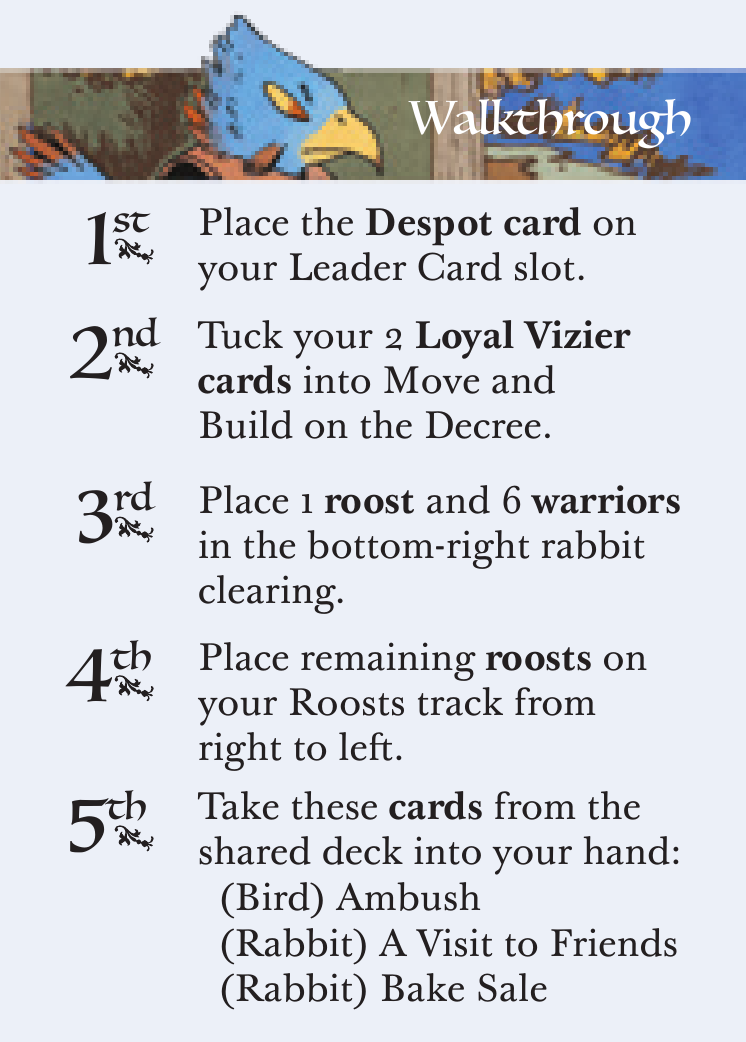 Walkthrough
1st Place the Despot card on
your Leader Card slot.
2nd Tuck your 2 Loyal Vizier
cards into Move and
Build on the Decree.
3rd Place 1 roost and 6 warriors
in the bottom-right rabbit
clearing.
4th Place remaining roosts on
your Roosts track from
right to left.
5th Take these cards from the
shared deck into your hand:
(Bird) Ambush
(Rabbit) A Visit to Friends
(Rabbit) Bake Sale